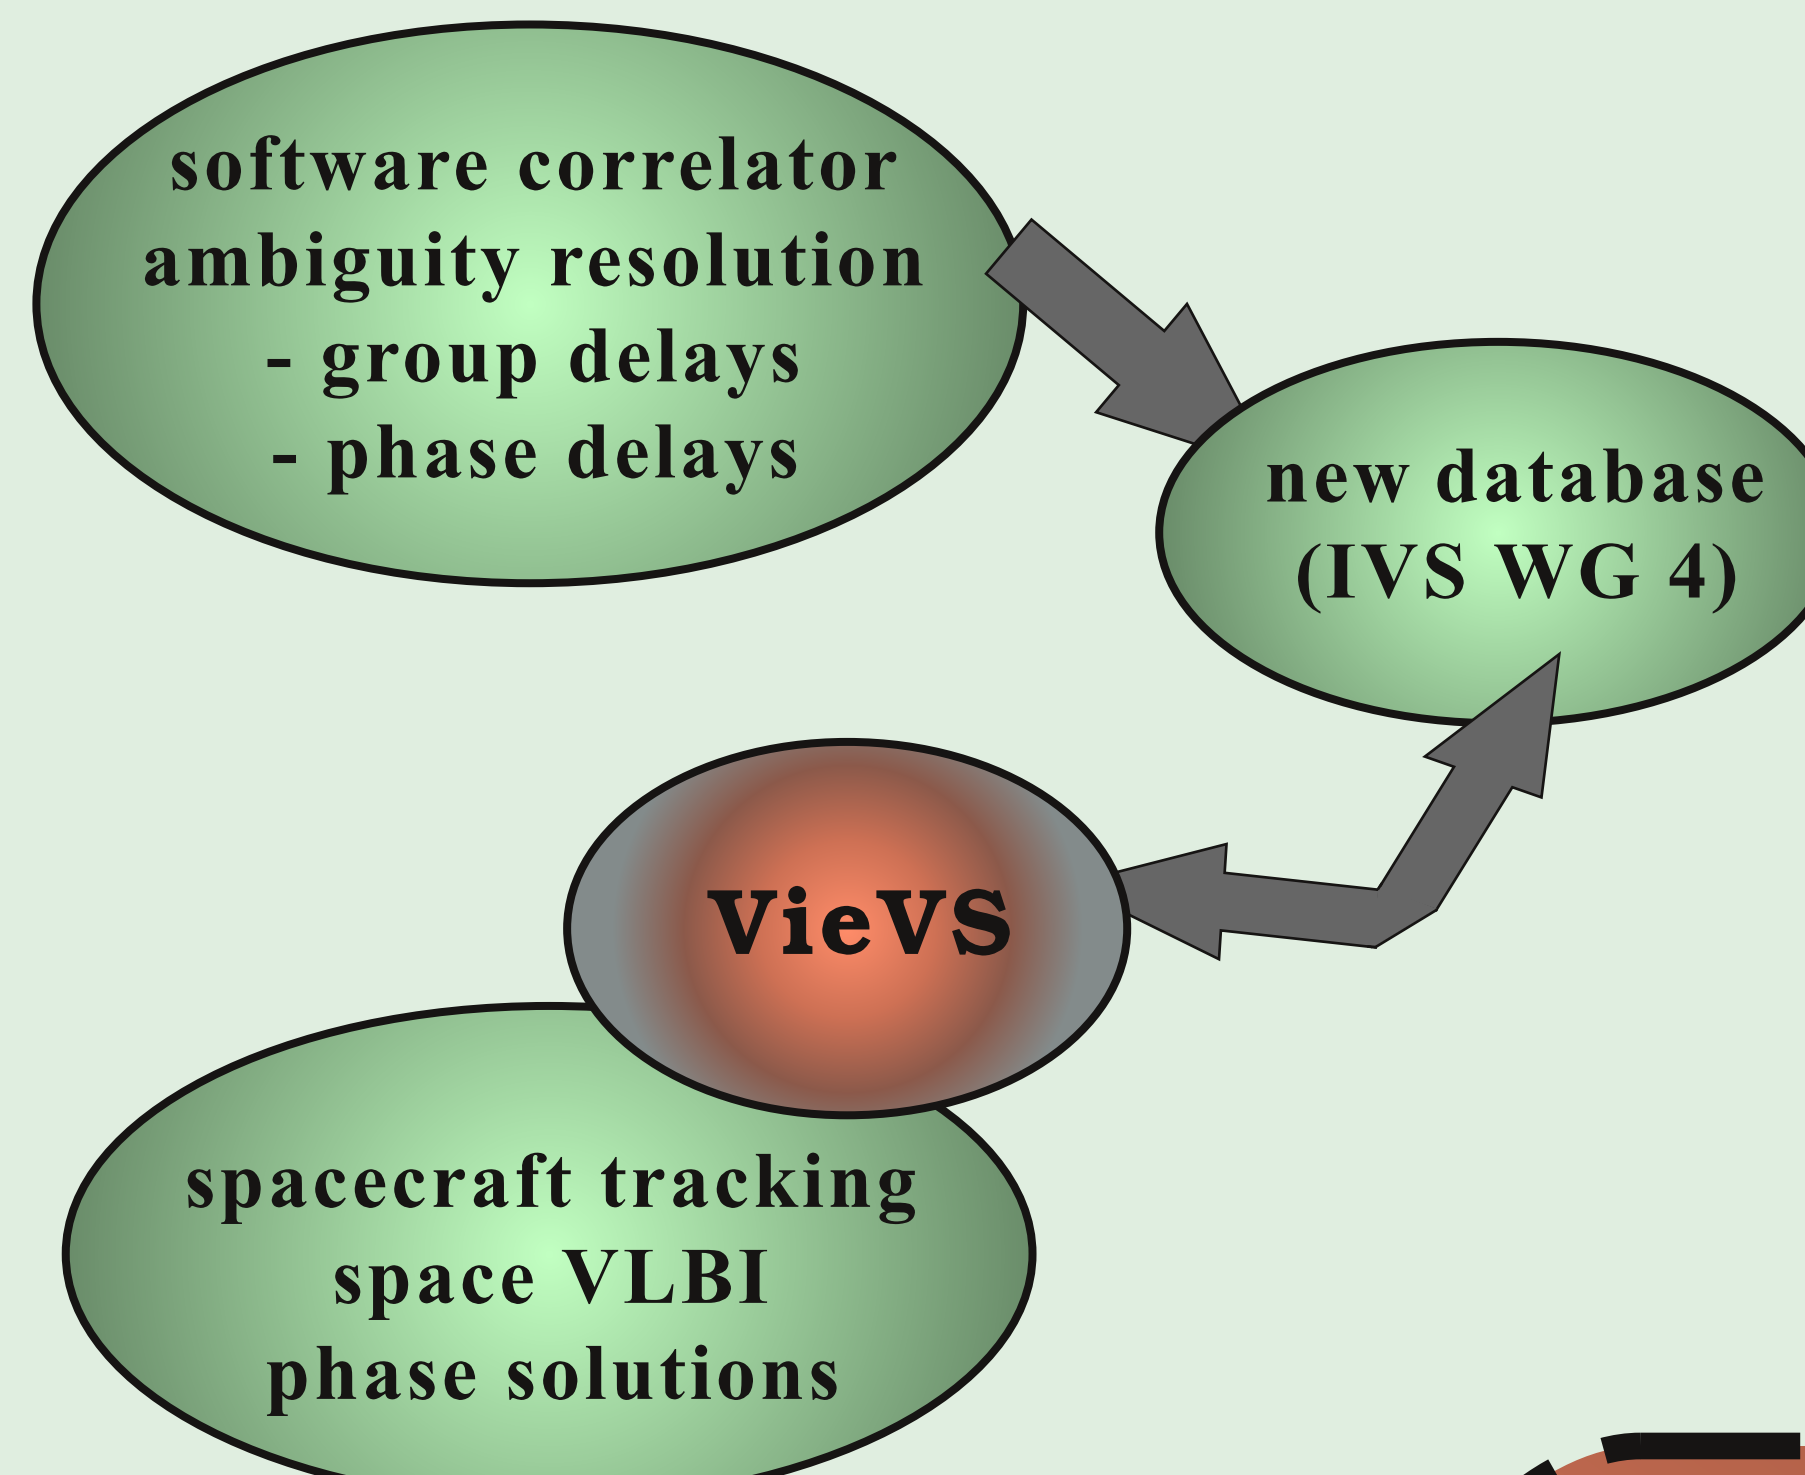 software correlator
ambiguity resolution
- group delays
- phase delays
new database
(IVS WG 4)
VieVS
spacecraft tracking
space VLBI
phase solutions